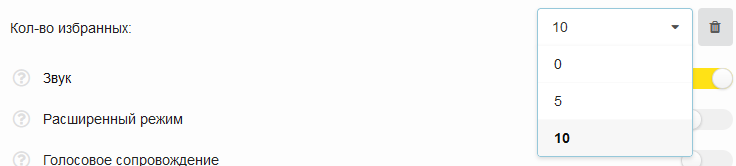 Кол-во избранных:
10
0
Звук
5
Расширенный режим
10
Голосовое сопровождение